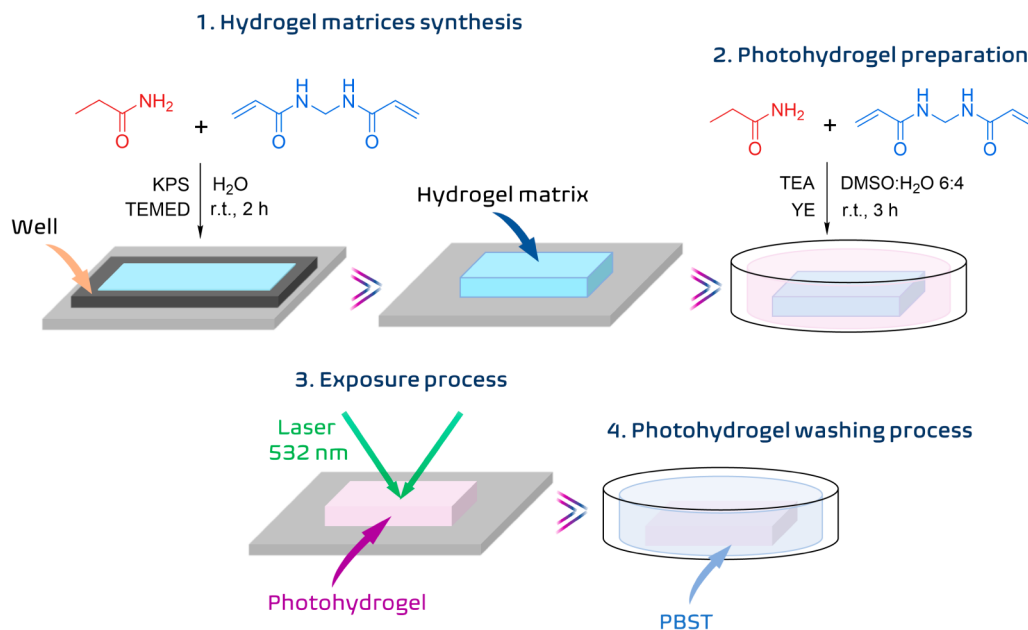 1. Hydrogel matrices synthesis
2. Photohydrogel preparation
NH₂
O
+
H
N
H
N
O
O
KPS
H₂O
TEMED
r.t., 2 h
NH₂
O
+
H
N
H
N
O
O
TEA
DMSO:H₂O 6:4
YE
r.t., 3 h
Well
Hydrogel matrix
3. Exposure process
Laser
532 nm
Photohydrogel
4. Photohydrogel washing process
PBST